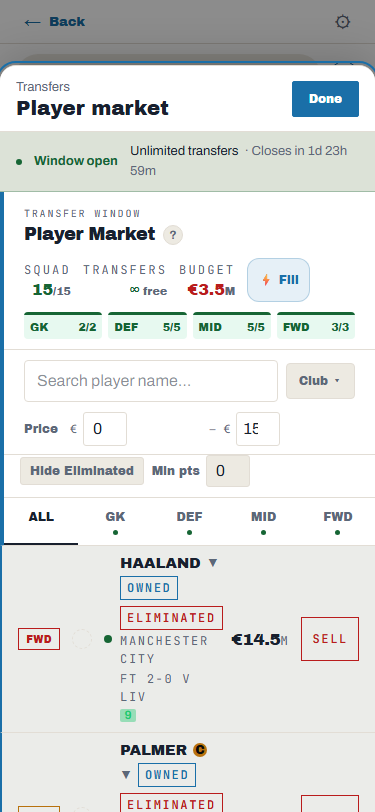 ← Back
Transfers
Player market
Done
Window open
Unlimited transfers · Closes in 1d 23h
59m
TRANSFER WINDOW
Player Market ?
SQUAD TRANSFERS BUDGET
15/15 ∞ free €3.5M
Fill
GK 2/2 DEF 5/5 MID 5/5 FWD 3/3
Search player name...
Club
Price € 0 – € 15
Hide Eliminated Min pts 0
ALL GK DEF MID FWD
HAALAND ▼
OWNED
ELIMINATED
FWD
MANCHESTER
CITY
€14.5M
SELL
FT 2-0 V
LIV
9
PALMER C
▼ OWNED
ELIMINATED